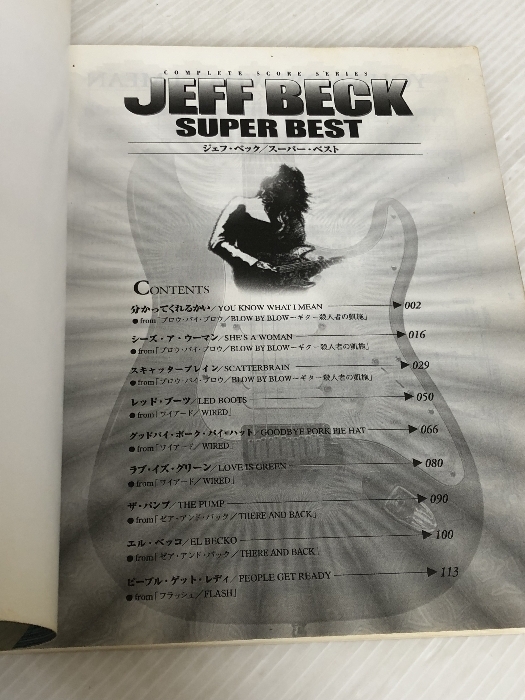 COMPLETE SCORE SERIES
JEFF BECK
SUPER BEST
ジェフ・ベック／スーパー・ベスト
CONTENTS
分かってくれるかい／YOU KNOW WHAT I MEAN 002
●from「ブロウ・バイ・ブロウ／BLOW BY BLOW－ギター殺人者の凱旋」
シーズ・ア・ウーマン／SHE'S A WOMAN 016
●from「ブロウ・バイ・ブロウ／BLOW BY BLOW－ギター殺人者の凱旋」
スキャッターブレイン／SCATTERBRAIN 029
●from「ブロウ・バイ・ブロウ／BLOW BY BLOW－ギター殺人者の凱旋」
レッド・ブーツ／LED BOOTS 050
●from「ワイアード／WIRED」
グッドバイ・ポーク・パイ・ハット／GOODBYE PORK PIE HAT 066
●from「ワイアード／WIRED」
ラブ・イズ・グリーン／LOVE IS GREEN 080
●from「ワイアード／WIRED」
ザ・パンプ／THE PUMP 090
●from「ゼア・アンド・バック／THERE AND BACK」
エル・ベッコ／EL BECKO 100
●from「ゼア・アンド・バック／THERE AND BACK」
ピープル・ゲット・レディ／PEOPLE GET READY 113
●from「フラッシュ／FLASH」